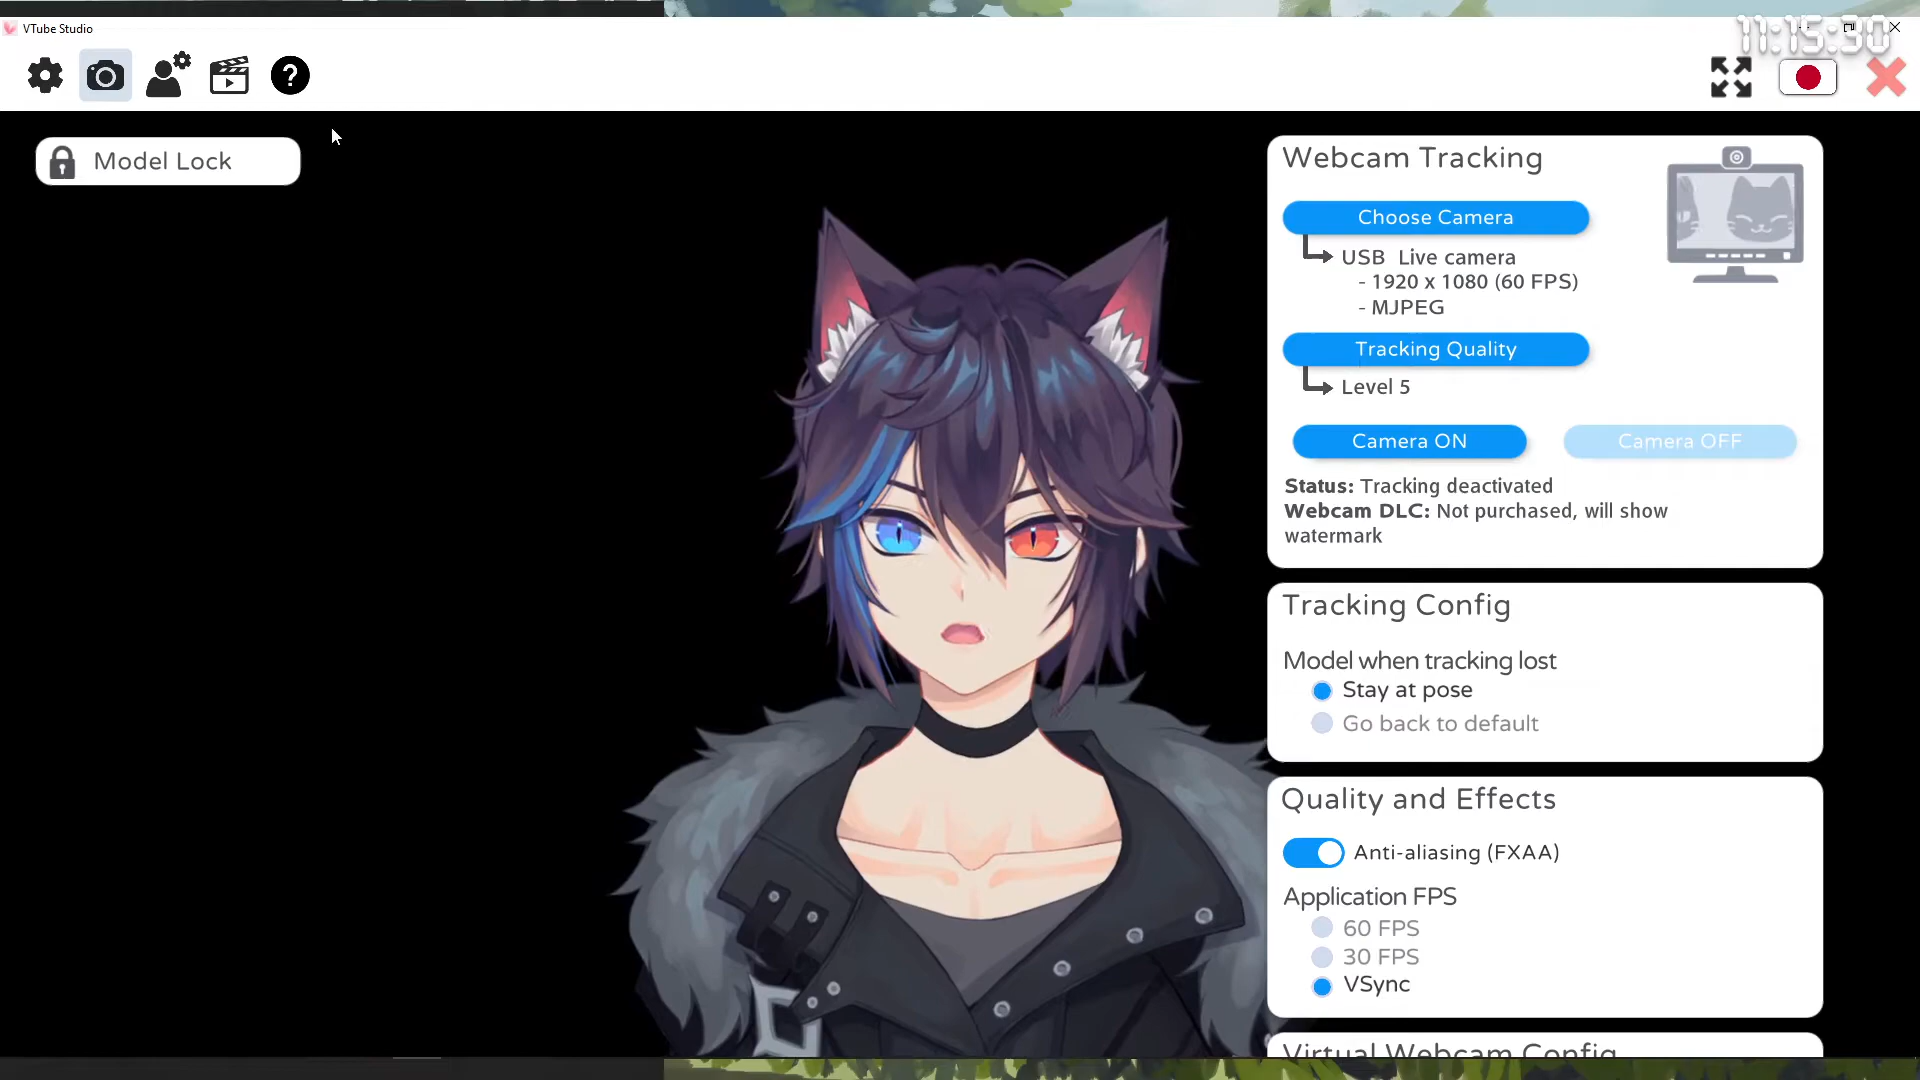 VTube Studio
11:15:30
?
Model Lock
Webcam Tracking
Choose Camera
USB Live camera
- 1920 x 1080 (60 FPS)
- MJPEG
Tracking Quality
Level 5
Camera ON
Camera OFF
Status: Tracking deactivated
Webcam DLC: Not purchased, will show
watermark
Tracking Config
Model when tracking lost
Stay at pose
Go back to default
Quality and Effects
Anti-aliasing (FXAA)
Application FPS
60 FPS
30 FPS
VSync
Virtual Webcam Config